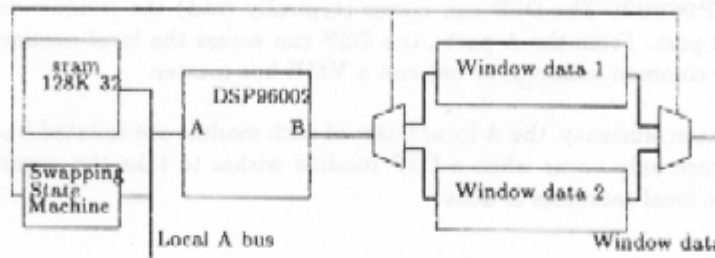 sram
128K 32
DSP96002
A
B
Window data 1
Window data 2
Swapping
State
Machine
Local A bus
Window data